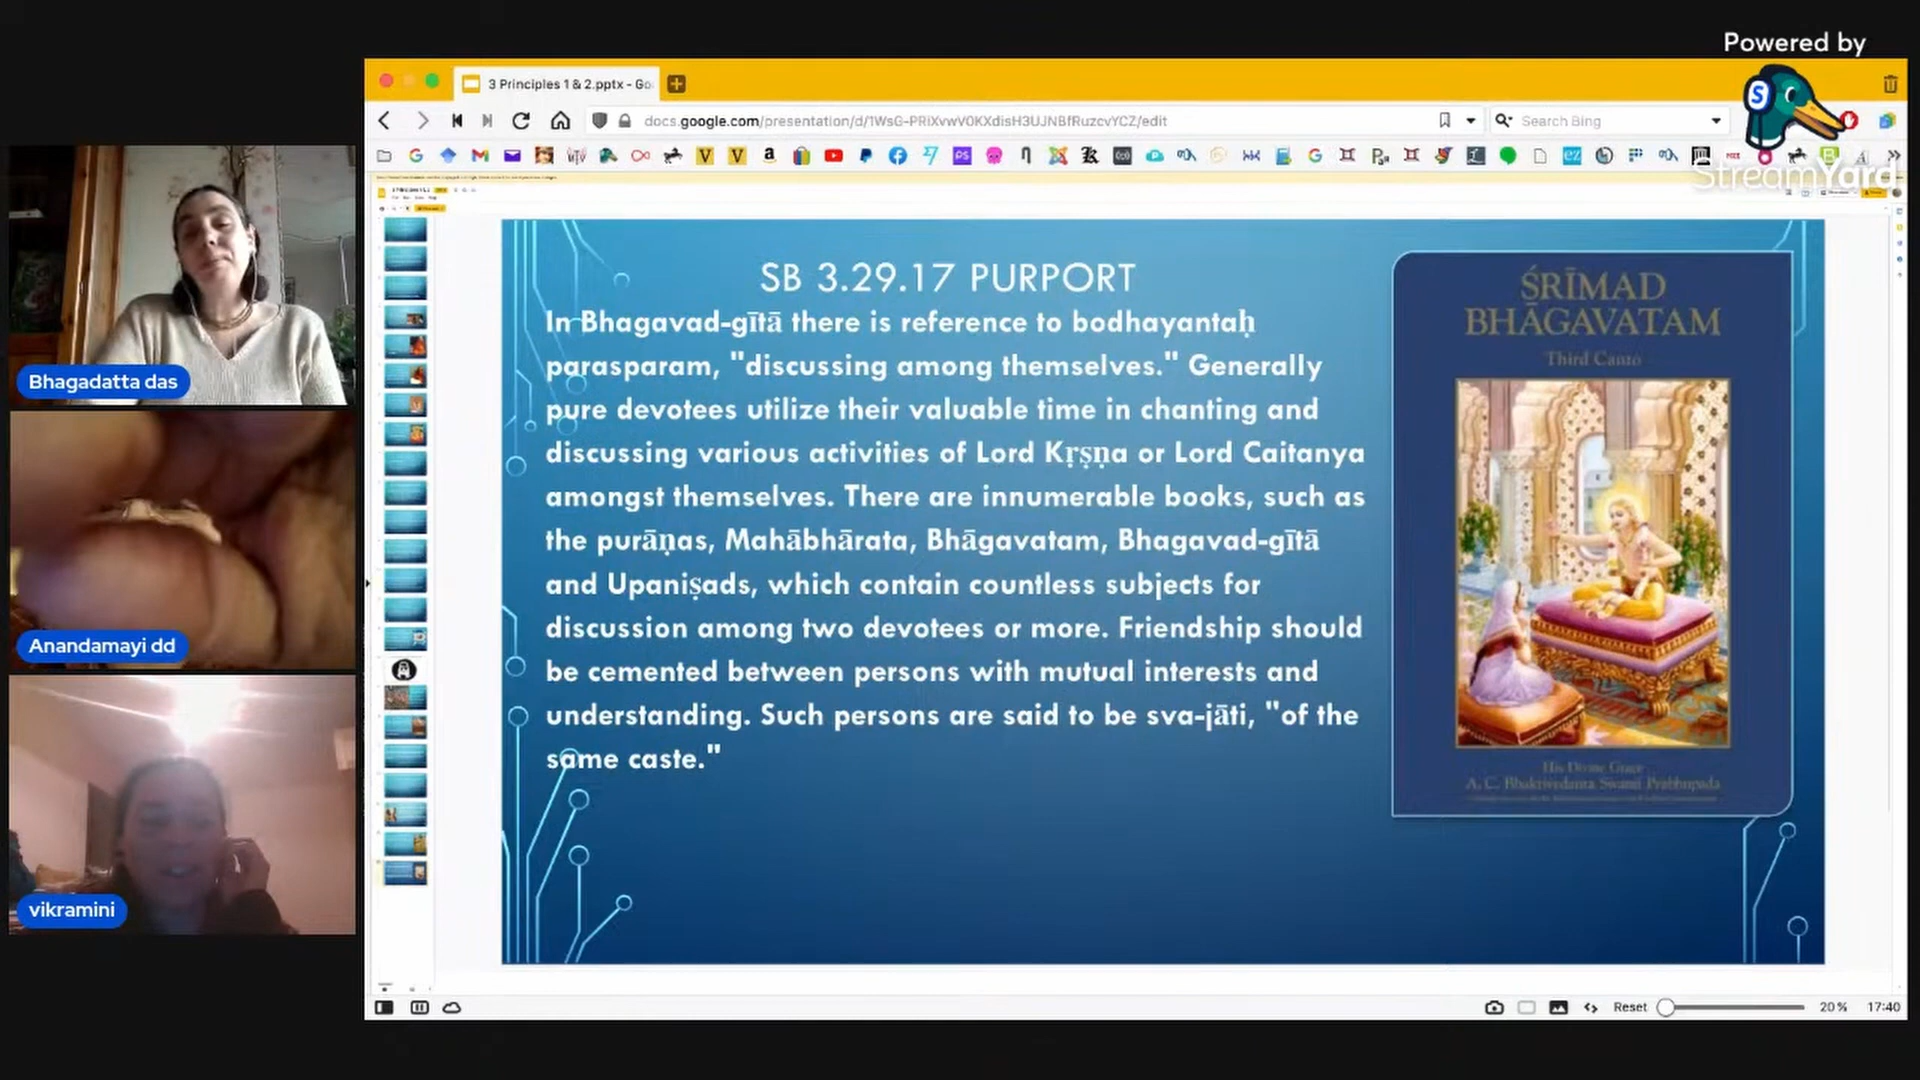 Powered by
StreamYard
3 Principles 1 & 2.pptx - Go
docs.google.com/presentation/d/1WsG-PRiXvwV0KXdisH3UJNBfRuzcvYCZ/edit
Search Bing
Bhagadatta das
Anandamayi dd
vikramini
SB 3.29.17 PURPORT
In Bhagavad-gītā there is reference to bodhayantaḥ
parasparam, "discussing among themselves." Generally
pure devotees utilize their valuable time in chanting and
discussing various activities of Lord Kṛṣṇa or Lord Caitanya
amongst themselves. There are innumerable books, such as
the purāṇas, Mahābhārata, Bhāgavatam, Bhagavad-gītā
and Upaniṣads, which contain countless subjects for
discussion among two devotees or more. Friendship should
be cemented between persons with mutual interests and
understanding. Such persons are said to be sva-jāti, "of the
same caste."
ŚRĪMAD
BHĀGAVATAM
Third Canto
His Divine Grace
A. C. Bhaktivedanta Swami Prabhupāda
Reset
20 %
17:40